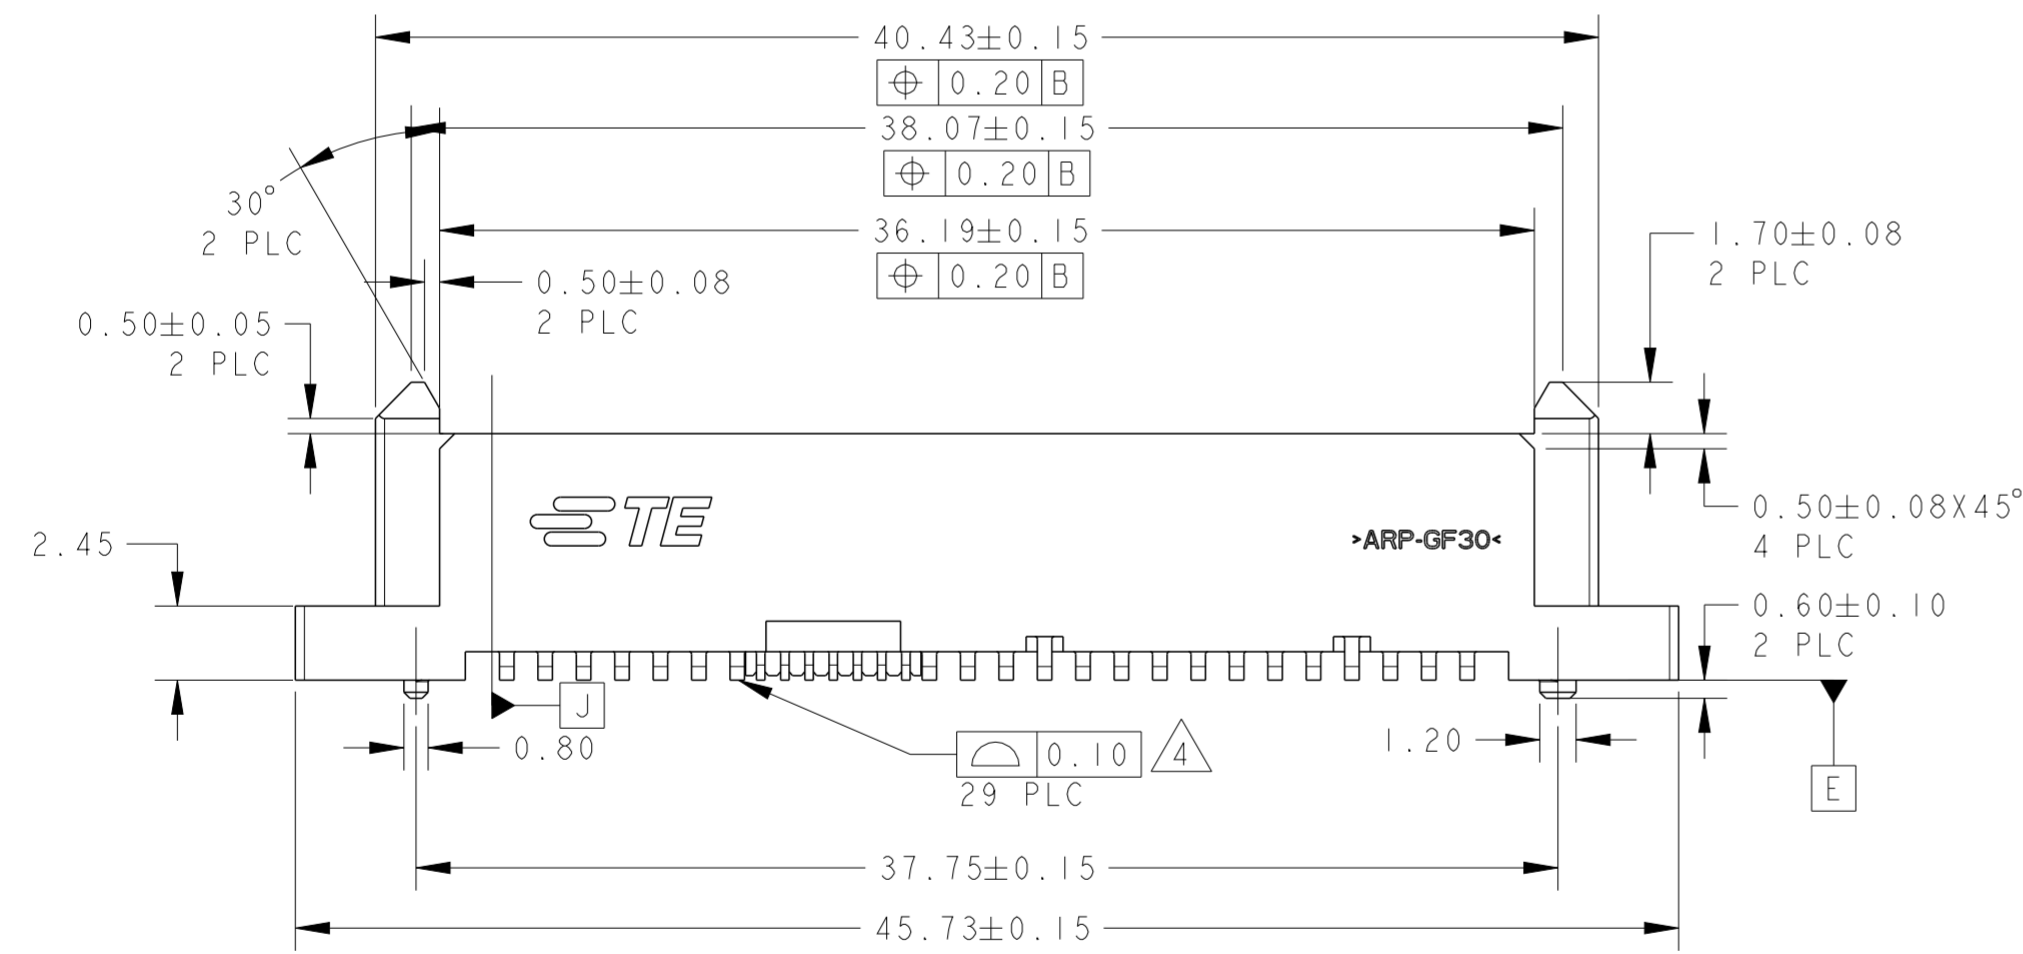 40.43±0.15
⌖ 0.20 B
38.07±0.15
⌖ 0.20 B
30°
2 PLC
36.19±0.15
⌖ 0.20 B
1.70±0.08
2 PLC
0.50±0.08
2 PLC
0.50±0.05
2 PLC
TE
>ARP-GF30<
0.50±0.08X45°
4 PLC
2.45
0.60±0.10
2 PLC
J
0.80
⌓ 0.10 4
29 PLC
1.20
E
37.75±0.15
45.73±0.15